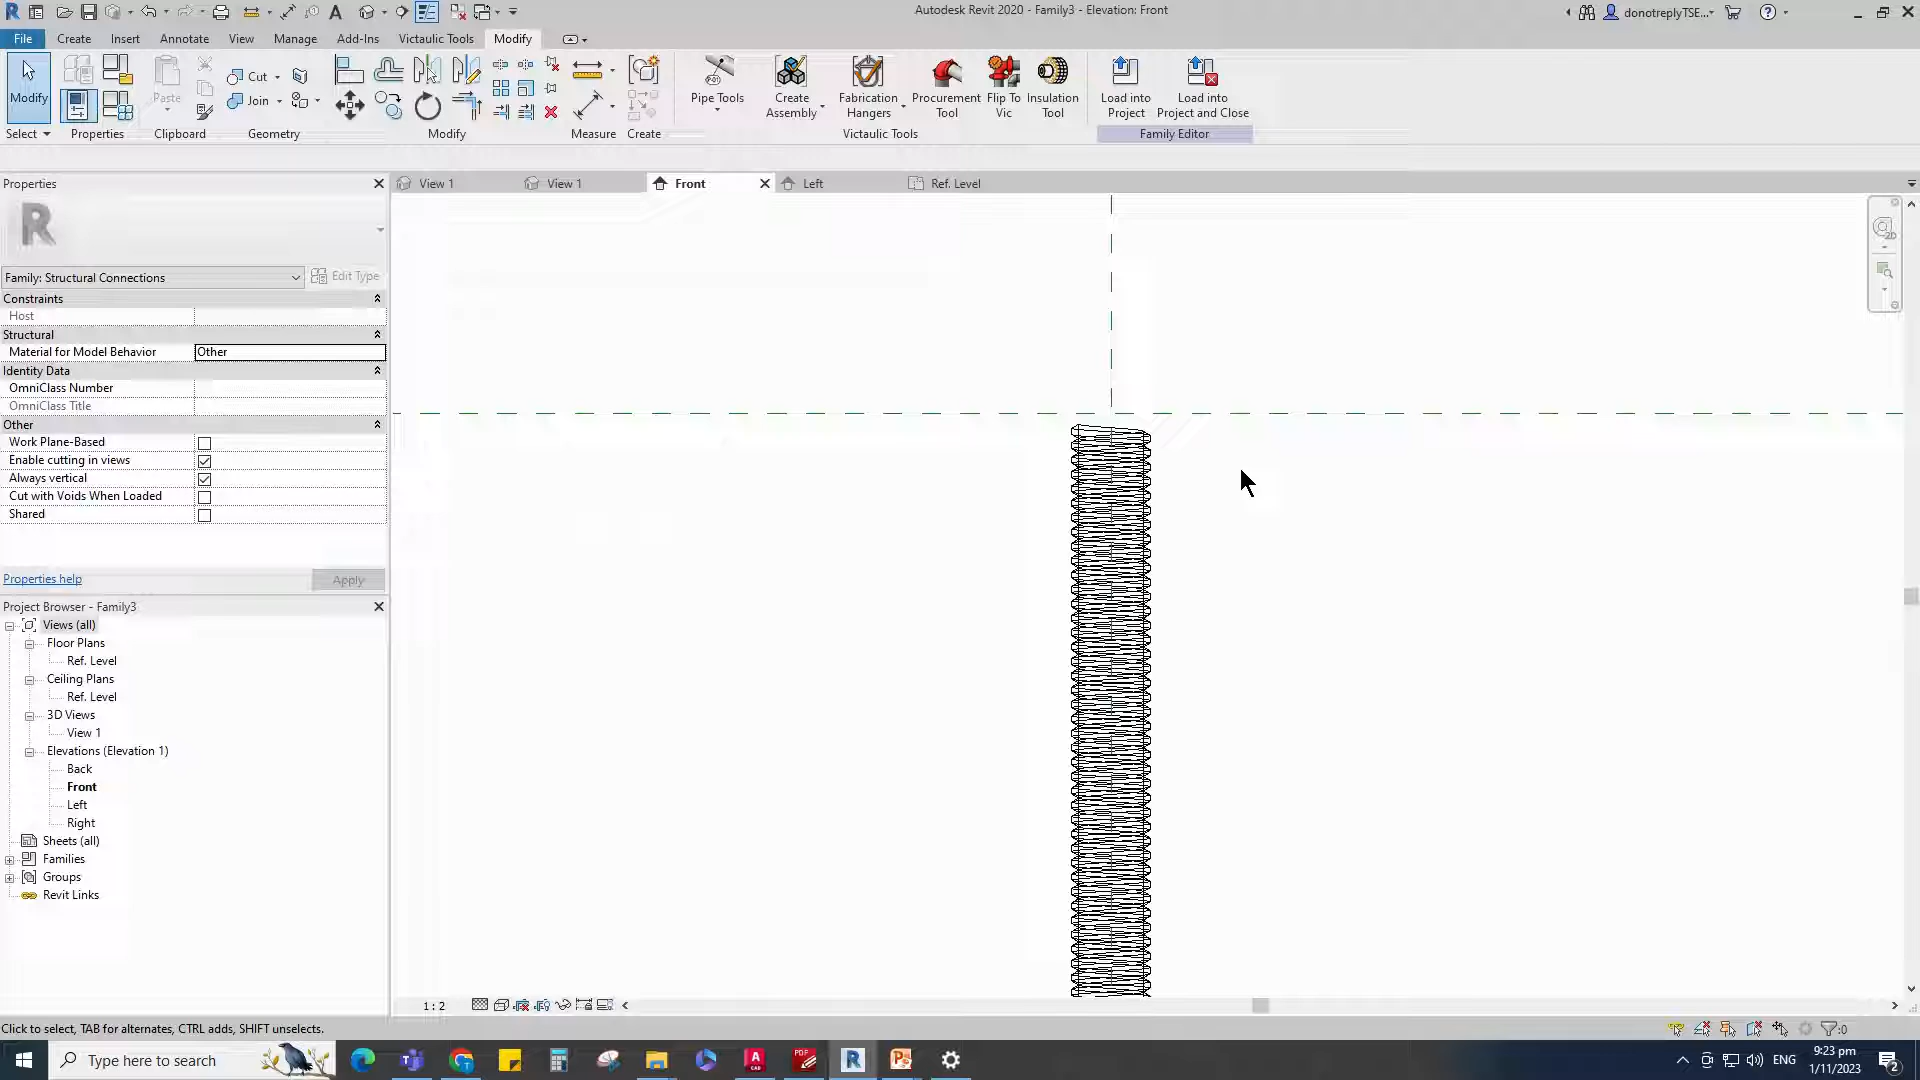 Autodesk Revit 2020 - Family3 - Elevation: Front
donotreplyTSE...
File Create Insert Annotate View Manage Add-Ins Victaulic Tools Modify
Modify
Paste
Cut
Join
Pipe Tools
Create Assembly
Fabrication Hangers
Procurement Tool
Flip To Vic
Insulation Tool
Load into Project
Load into Project and Close
Select Properties Clipboard Geometry Modify Measure Create Victaulic Tools Family Editor
Properties
View 1
View 1
Front
Left
Ref. Level
2D
R
Family: Structural Connections
Edit Type
Constraints
Host
Structural
Material for Model Behavior Other
Identity Data
OmniClass Number
OmniClass Title
Other
Work Plane-Based
Enable cutting in views
Always vertical
Cut with Voids When Loaded
Shared
Properties help
Apply
Project Browser - Family3
Views (all)
Floor Plans
Ref. Level
Ceiling Plans
Ref. Level
3D Views
View 1
Elevations (Elevation 1)
Back
Front
Left
Right
Sheets (all)
Families
Groups
Revit Links
1 : 2
Click to select, TAB for alternates, CTRL adds, SHIFT unselects.
:0
Type here to search
ENG
9:23 pm
1/11/2023
2